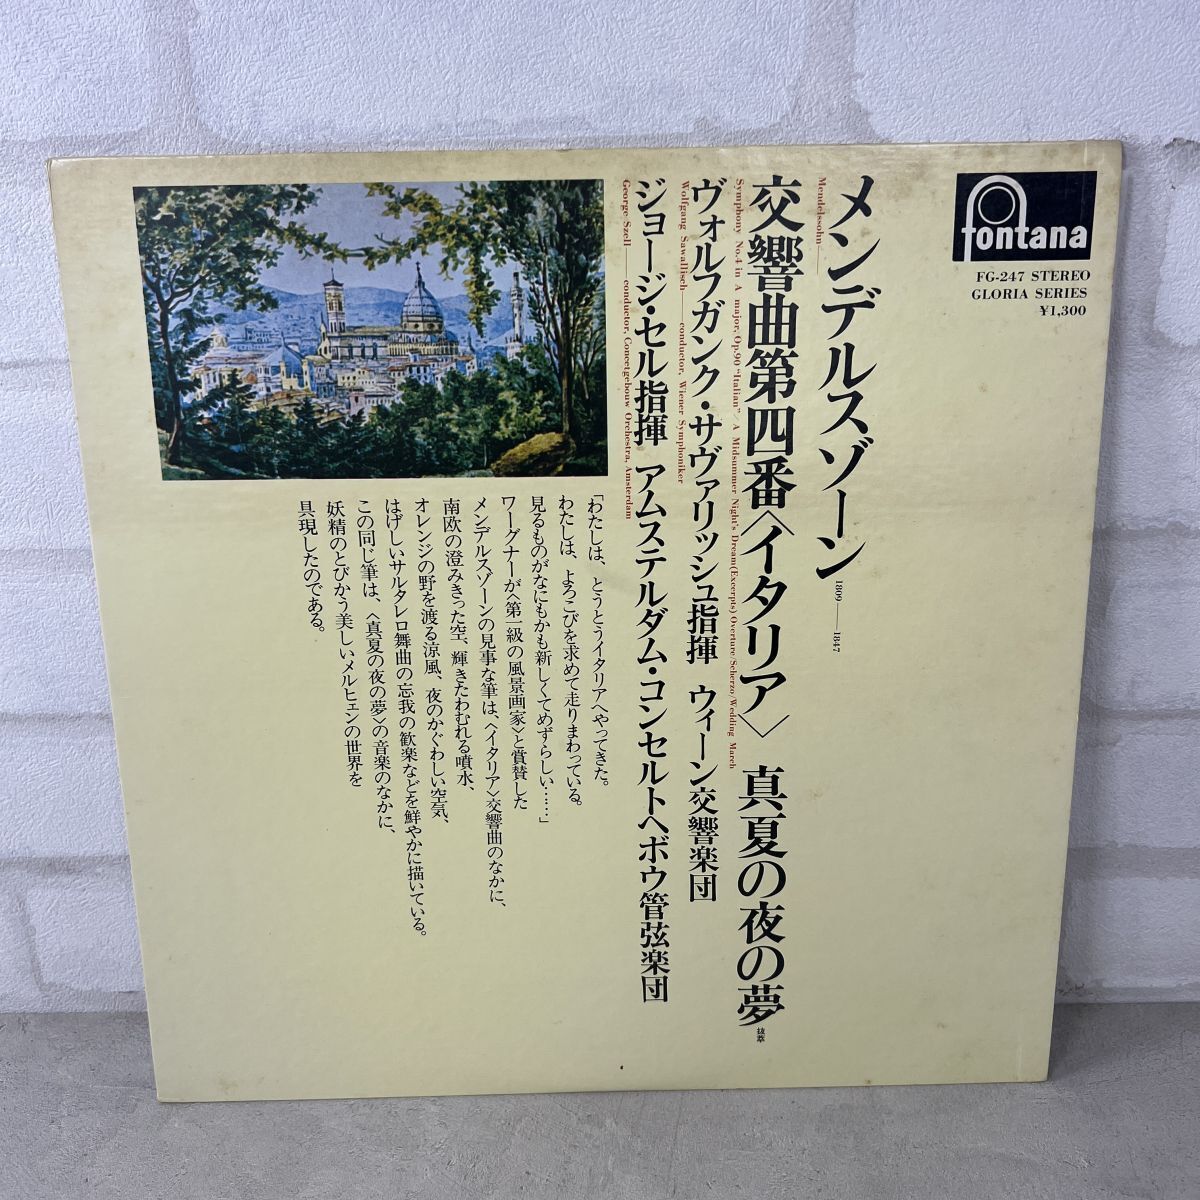 fontana
FG-247 STEREO
GLORIA SERIES
¥1,300
メンデルスゾーン 1809——1847
Mendelssohn——
交響曲第四番〈イタリア〉 真夏の夜の夢 抜萃
Symphony No.4 in A major, Op.90 "Italian"/A Midsummer Night's Dream(Excerpts) Overture/Scherzo/Wedding March
ヴォルフガンク・サヴァリッシュ指揮 ウィーン交響楽団
Wolfgang Sawallisch——conductor, Wiener Symphoniker
ジョージ・セル指揮 アムステルダム・コンセルトヘボウ管弦楽団
George Szell——conductor, Concertgebouw Orchestra, Amsterdam
「わたしは、とうとうイタリアへやってきた。
わたしは、よろこびを求めて走りまわっている。
見るものがなにもかも新しくてめずらしい……」
ワーグナーが〈第一級の風景画家〉と賞賛した
メンデルスゾーンの見事な筆は、〈イタリア〉交響曲のなかに、
南欧の澄みきった空、輝きたわむれる噴水、
オレンジの野を渡る涼風、夜のかぐわしい空気、
はげしいサルタレロ舞曲の忘我の歓楽などを鮮やかに描いている。
この同じ筆は、〈真夏の夜の夢〉の音楽のなかに、
妖精のとびかう美しいメルヒェンの世界を
具現したのである。